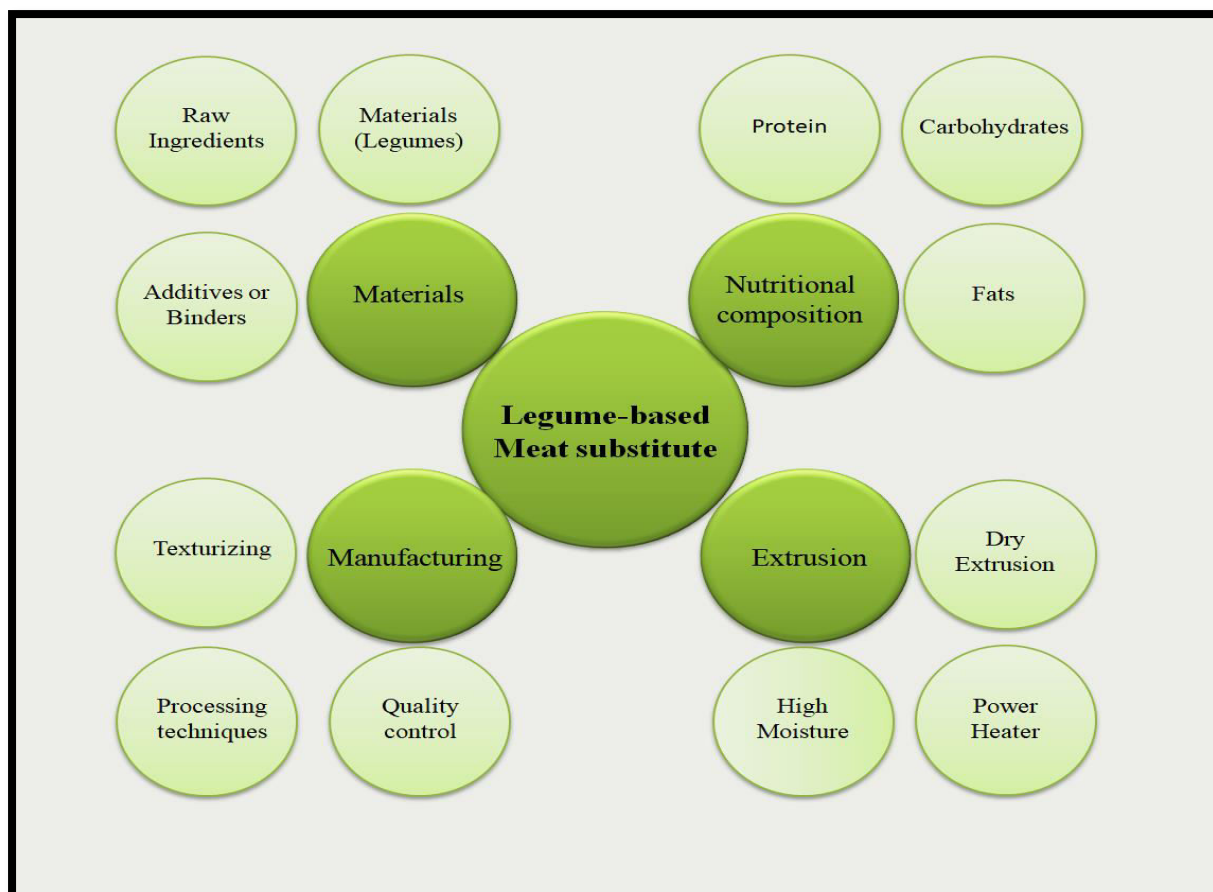 Raw
Ingredients
Materials
(Legumes)
Protein
Carbohydrates
Additives or
Binders
Materials
Nutritional
composition
Fats
Legume-based
Meat substitute
Texturizing
Manufacturing
Extrusion
Dry
Extrusion
Processing
techniques
Quality
control
High
Moisture
Power
Heater